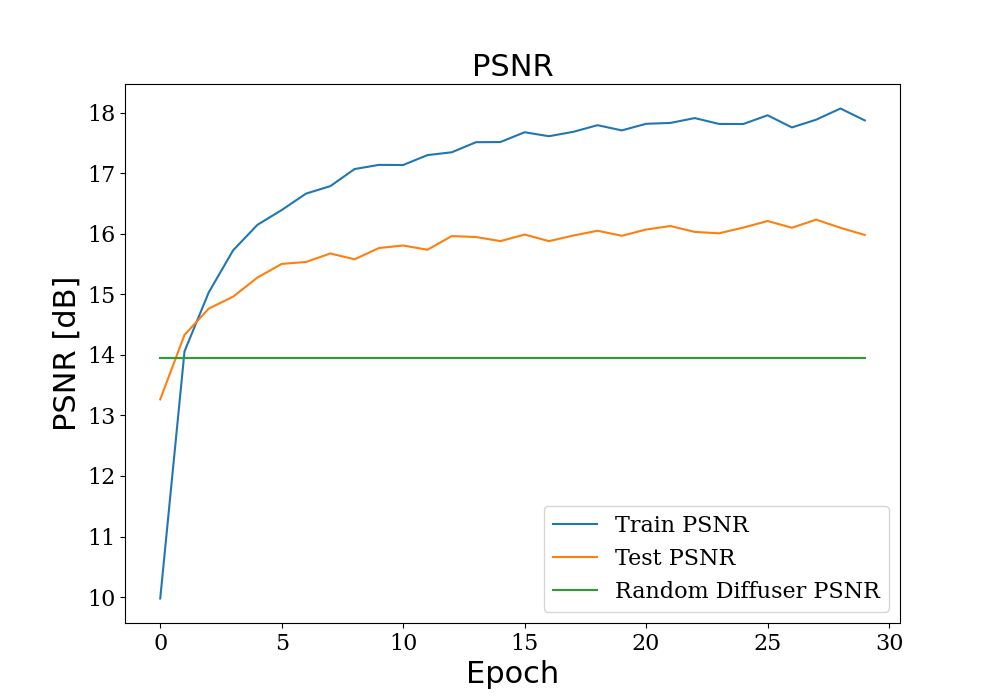 PSNR
PSNR [dB]
18
17
16
15
14
13
12
11
10
0 5 10 15 20 25 30
Epoch
Train PSNR
Test PSNR
Random Diffuser PSNR